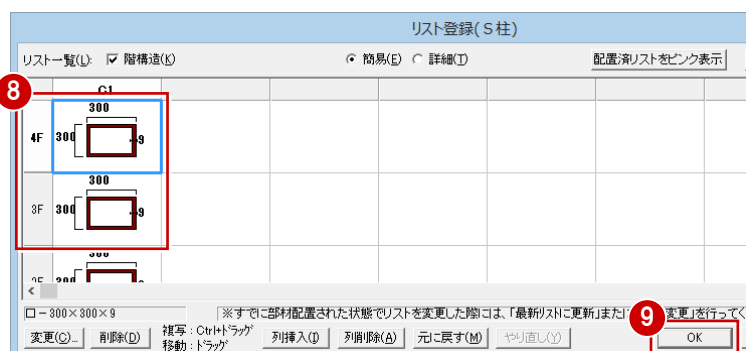 リスト登録(S柱)
リスト一覧(L): 階構造(K) 簡易(E) 詳細(T) 配置済リストをピンク表示
8
C1
300
4F 300 9
300
3F 300 9
300
2F 300
<
□-300×300×9 ※すでに部材配置された状態でリストを変更した際には、「最新リストに更新」また 変更」を行ってく
9
変更(C)... 削除(D) 複写:Ctrl+ドラッグ 列挿入(I) 列削除(A) 元に戻す(M) やり直し(Y) OK
移動:ドラッグ